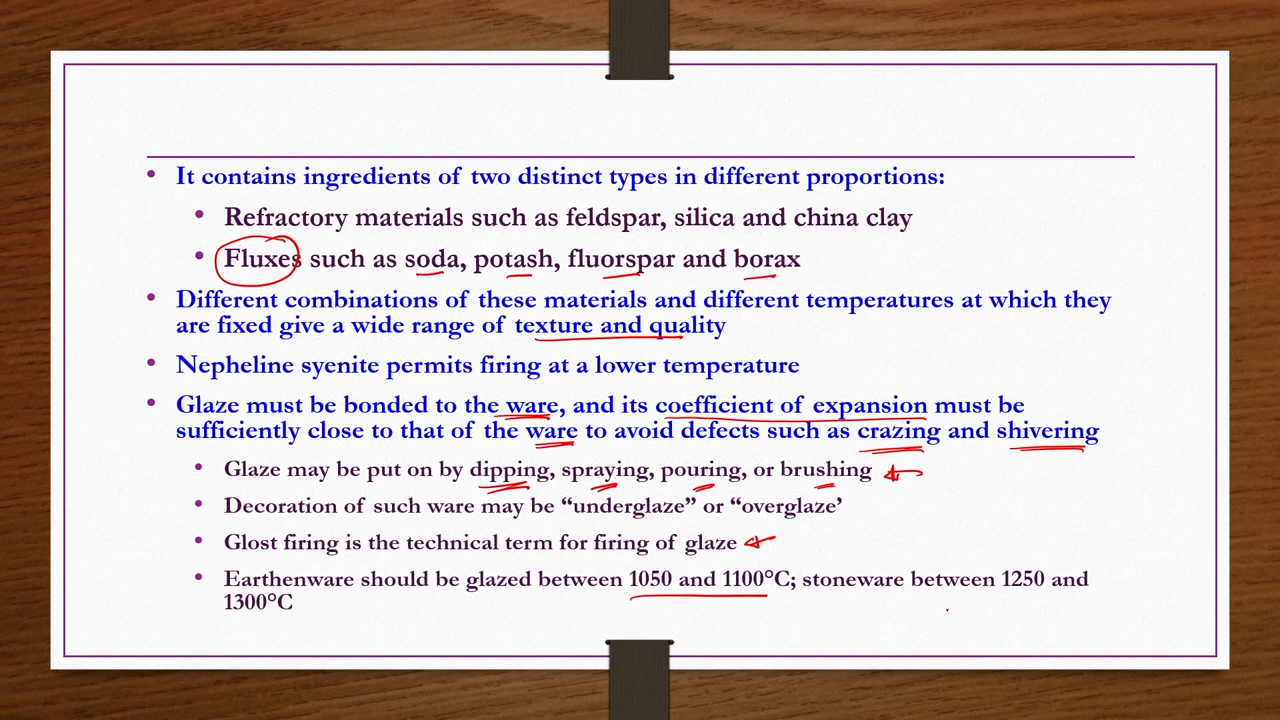 • It contains ingredients of two distinct types in different proportions:
• Refractory materials such as feldspar, silica and china clay
• Fluxes such as soda, potash, fluorspar and borax
• Different combinations of these materials and different temperatures at which they
are fixed give a wide range of texture and quality
• Nepheline syenite permits firing at a lower temperature
• Glaze must be bonded to the ware, and its coefficient of expansion must be
sufficiently close to that of the ware to avoid defects such as crazing and shivering
• Glaze may be put on by dipping, spraying, pouring, or brushing
• Decoration of such ware may be “underglaze” or “overglaze’
• Glost firing is the technical term for firing of glaze
• Earthenware should be glazed between 1050 and 1100°C; stoneware between 1250 and
1300°C